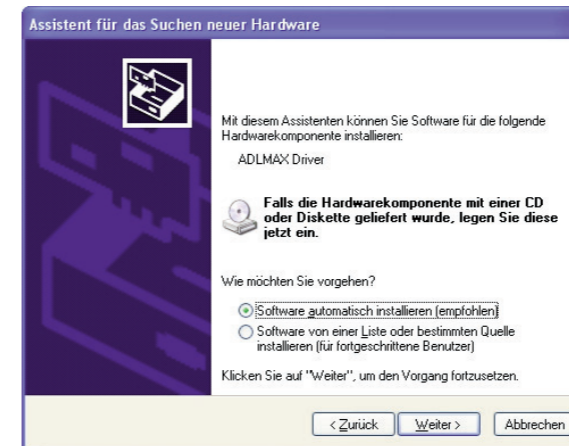 Assistent für das Suchen neuer Hardware
Mit diesem Assistenten können Sie Software für die folgende
Hardwarekomponente installieren:
ADLMAX Driver
Falls die Hardwarekomponente mit einer CD
oder Diskette geliefert wurde, legen Sie diese
jetzt ein.
Wie möchten Sie vorgehen?
Software automatisch installieren (empfohlen)
Software von einer Liste oder bestimmten Quelle
installieren (für fortgeschrittene Benutzer)
Klicken Sie auf "Weiter", um den Vorgang fortzusetzen.
< Zurück Weiter > Abbrechen